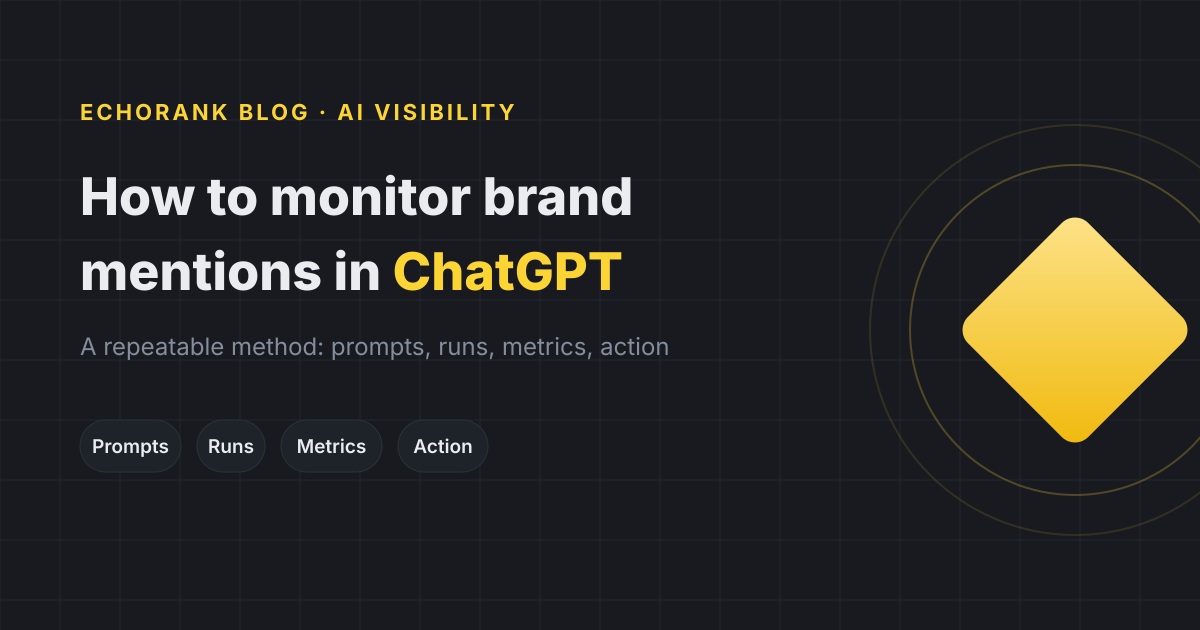 ECHORANK BLOG · AI VISIBILITY
How to monitor brand
mentions in ChatGPT
A repeatable method: prompts, runs, metrics, action
Prompts Runs Metrics Action